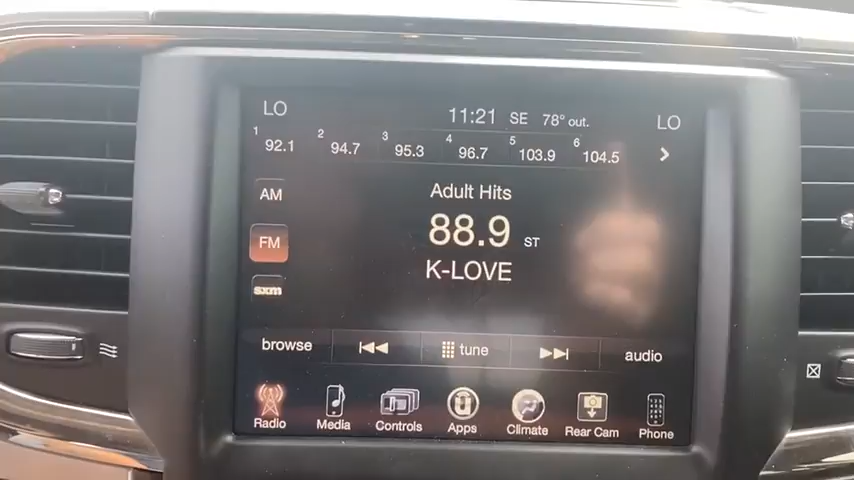 LO 11:21 SE 78° out. LO
1 92.1 2 94.7 3 95.3 4 96.7 5 103.9 6 104.5
AM
Adult Hits
FM
88.9 ST
K-LOVE
sxm
browse tune audio
Radio Media Controls Apps Climate Rear Cam Phone